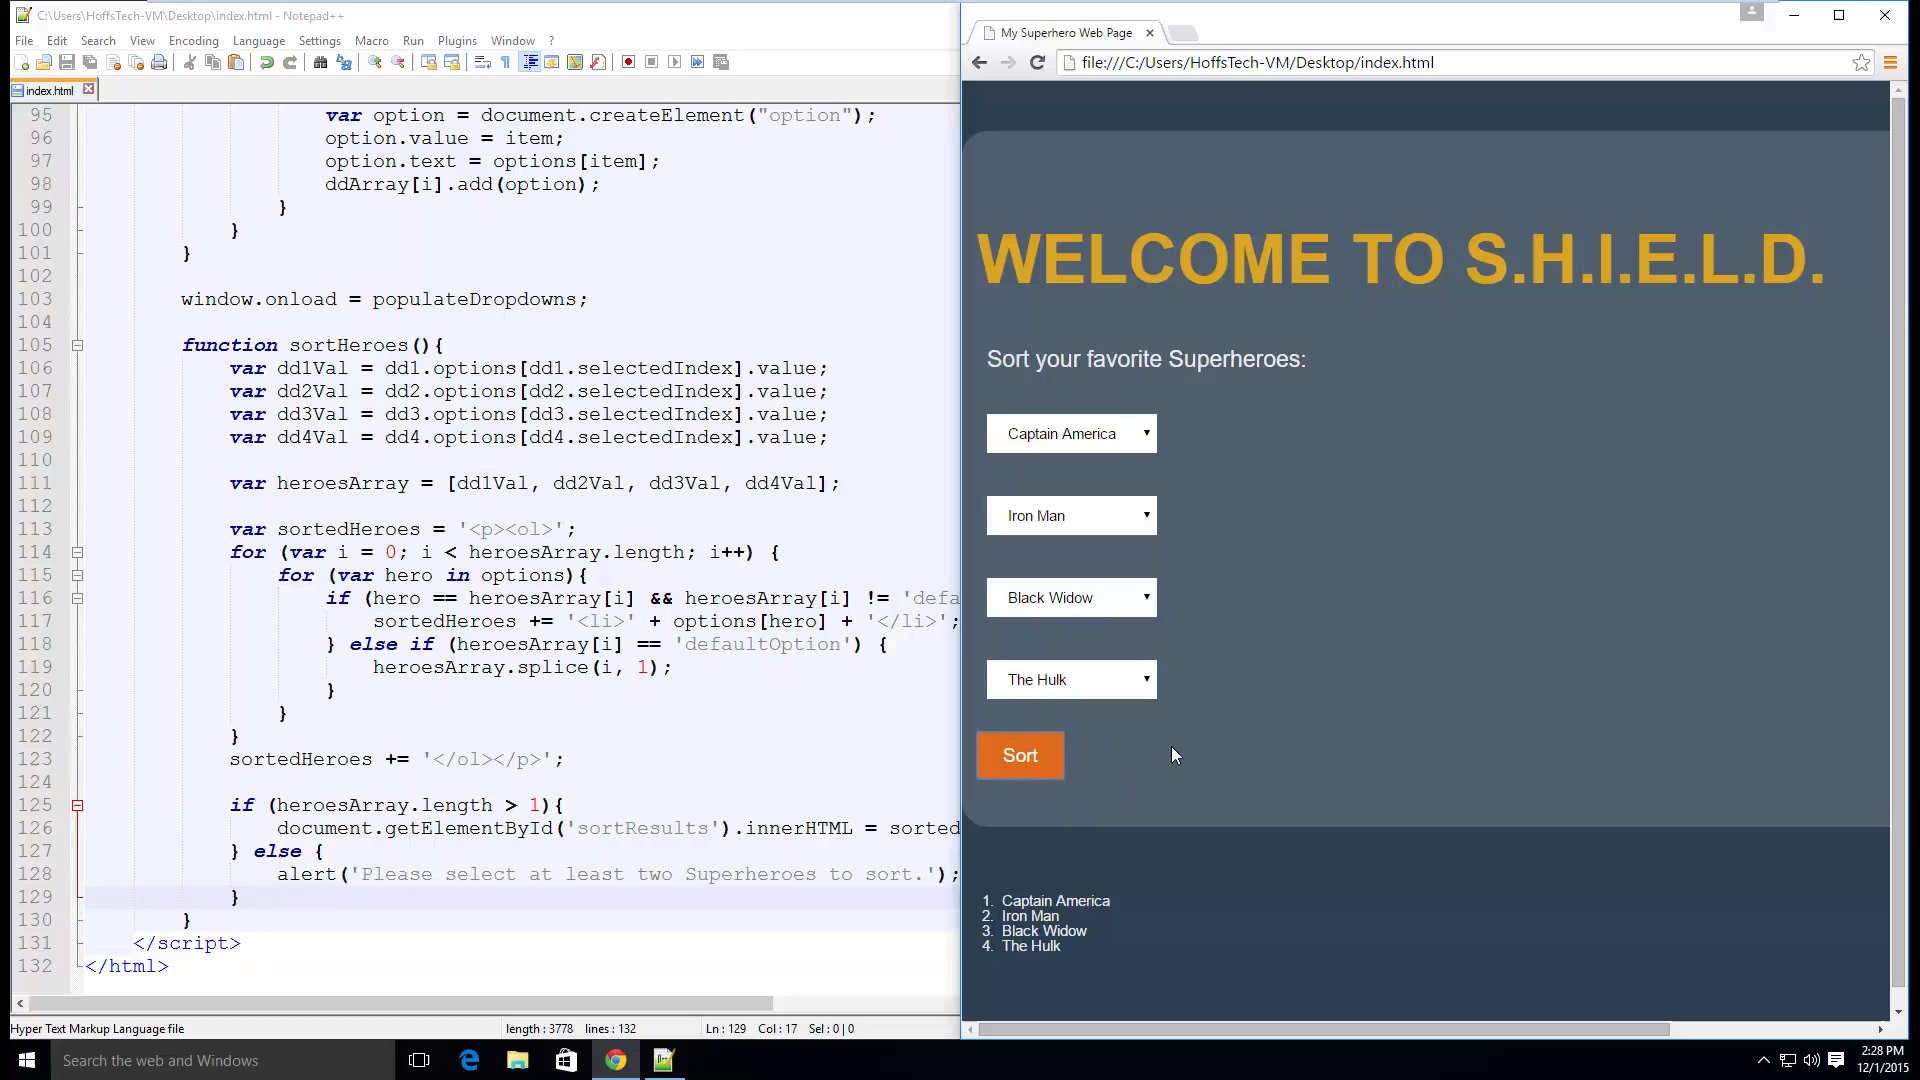 C:\Users\HoffsTech-VM\Desktop\index.html - Notepad++
File Edit Search View Encoding Language Settings Macro Run Plugins Window ?
index.html
95 var option = document.createElement("option");
96 option.value = item;
97 option.text = options[item];
98 ddArray[i].add(option);
99 }
100 }
101 }
102
103 window.onload = populateDropdowns;
104
105 function sortHeroes(){
106 var dd1Val = dd1.options[dd1.selectedIndex].value;
107 var dd2Val = dd2.options[dd2.selectedIndex].value;
108 var dd3Val = dd3.options[dd3.selectedIndex].value;
109 var dd4Val = dd4.options[dd4.selectedIndex].value;
110
111 var heroesArray = [dd1Val, dd2Val, dd3Val, dd4Val];
112
113 var sortedHeroes = '<p><ol>';
114 for (var i = 0; i < heroesArray.length; i++) {
115 for (var hero in options){
116 if (hero == heroesArray[i] && heroesArray[i] != 'defa
117 sortedHeroes += '<li>' + options[hero] + '</li>';
118 } else if (heroesArray[i] == 'defaultOption') {
119 heroesArray.splice(i, 1);
120 }
121 }
122 }
123 sortedHeroes += '</ol></p>';
124
125 if (heroesArray.length > 1){
126 document.getElementById('sortResults').innerHTML = sorted
127 } else {
128 alert('Please select at least two Superheroes to sort.');
129 }
130 }
131 </script>
132 </html>
Hyper Text Markup Language file length : 3778 lines : 132 Ln : 129 Col : 17 Sel : 0 | 0
My Superhero Web Page
file:///C:/Users/HoffsTech-VM/Desktop/index.html
WELCOME TO S.H.I.E.L.D.
Sort your favorite Superheroes:
Captain America
Iron Man
Black Widow
The Hulk
Sort
1. Captain America
2. Iron Man
3. Black Widow
4. The Hulk
Search the web and Windows
2:28 PM
12/1/2015